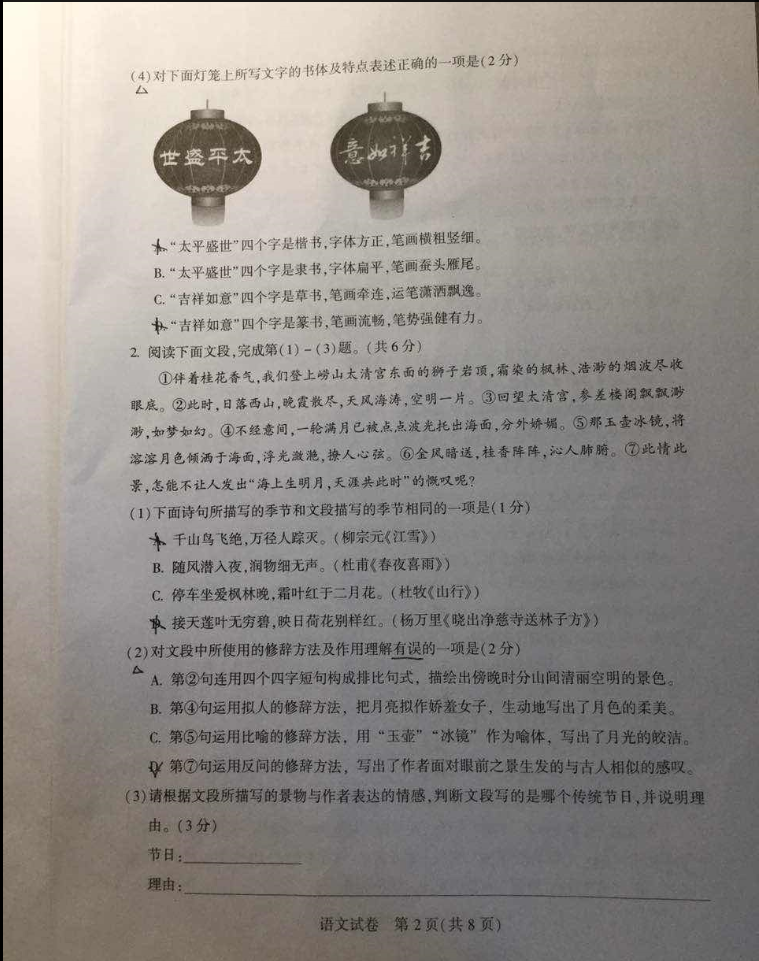 (4)对下面灯笼上所写文字的书体及特点表述正确的一项是(2分)
世盛平太
意如祥吉
A. “太平盛世”四个字是楷书,字体方正,笔画横粗竖细。
B. “太平盛世”四个字是隶书,字体扁平,笔画蚕头雁尾。
C. “吉祥如意”四个字是草书,笔画牵连,运笔潇洒飘逸。
D. “吉祥如意”四个字是篆书,笔画流畅,笔势强健有力。
2. 阅读下面文段,完成第(1)-(3)题。(共6分)
①伴着桂花香气,我们登上崂山太清宫东面的狮子岩顶,霜染的枫林、浩渺的烟波尽收
眼底。②此时,日落西山,晚霞散尽,天风海涛,空明一片。③回望太清宫,参差楼阁飘飘渺
渺,如梦如幻。④不经意间,一轮满月已被点点波光托出海面,分外娇媚。⑤那玉壶冰镜,将
溶溶月色倾洒于海面,浮光潋滟,撩人心弦。⑥金风暗送,桂香阵阵,沁人肺腑。⑦此情此
景,怎能不让人发出“海上生明月,天涯共此时”的慨叹呢?
(1)下面诗句所描写的季节和文段描写的季节相同的一项是(1分)
A. 千山鸟飞绝,万径人踪灭。(柳宗元《江雪》)
B. 随风潜入夜,润物细无声。(杜甫《春夜喜雨》)
C. 停车坐爱枫林晚,霜叶红于二月花。(杜牧《山行》)
D. 接天莲叶无穷碧,映日荷花别样红。(杨万里《晓出净慈寺送林子方》)
(2)对文段中所使用的修辞方法及作用理解有误的一项是(2分)
A. 第②句连用四个四字短句构成排比句式，描绘出傍晚时分山间清丽空明的景色。
B. 第④句运用拟人的修辞方法，把月亮拟作娇羞女子，生动地写出了月色的柔美。
C. 第⑤句运用比喻的修辞方法，用“玉壶”“冰镜”作为喻体，写出了月光的皎洁。
D. 第⑦句运用反问的修辞方法，写出了作者面对眼前之景生发的与古人相似的感叹。
(3)请根据文段所描写的景物与作者表达的情感,判断文段写的是哪个传统节日,并说明理
由。(3分)
节日:
理由:
语文试卷 第2页(共8页)